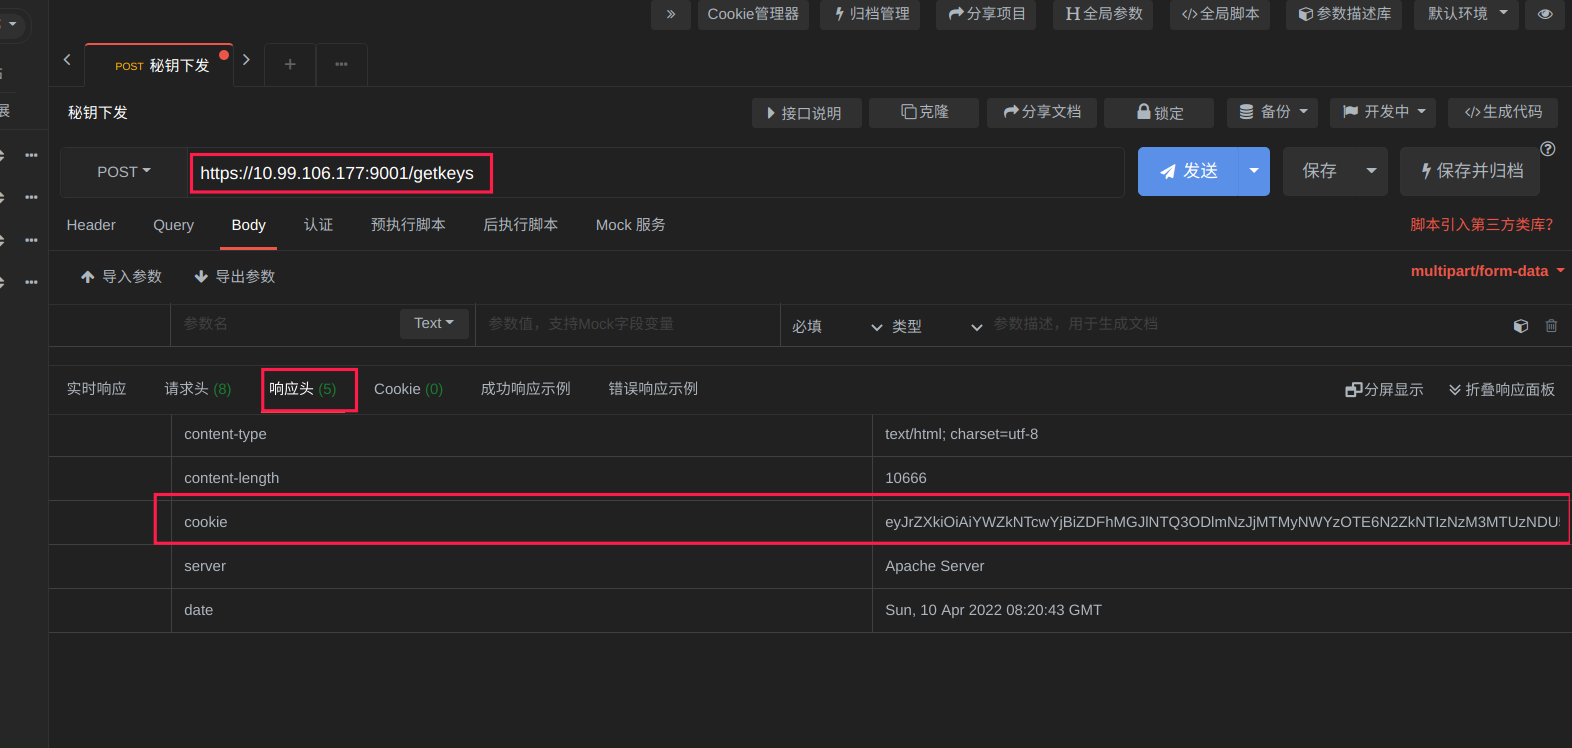 Cookie管理器 归档管理 分享项目 全局参数 全局脚本 参数描述库 默认环境
POST 秘钥下发
展
秘钥下发 接口说明 克隆 分享文档 锁定 备份 开发中 生成代码
POST https://10.99.106.177:9001/getkeys 发送 保存 保存并归档
Header Query Body 认证 预执行脚本 后执行脚本 Mock 服务 脚本引入第三方类库?
导入参数 导出参数 multipart/form-data
参数名 Text 参数值，支持Mock字段变量 必填 类型 参数描述，用于生成文档
实时响应 请求头 (8) 响应头 (5) Cookie (0) 成功响应示例 错误响应示例 分屏显示 折叠响应面板
content-type text/html; charset=utf-8
content-length 10666
cookie
server Apache Server
date Sun, 10 Apr 2022 08:20:43 GMT